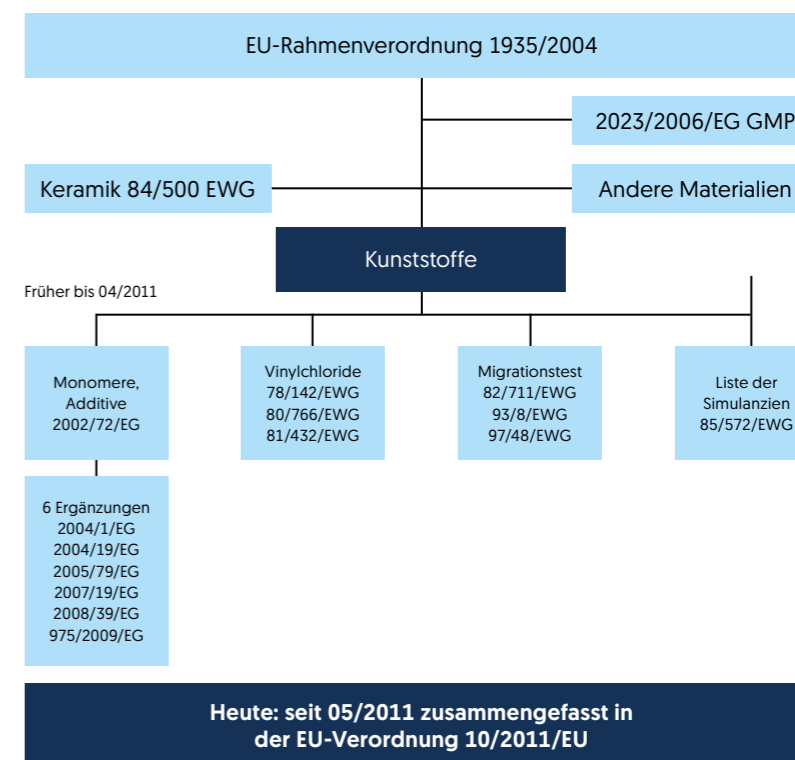 EU-Rahmenverordnung 1935/2004
2023/2006/EG GMP
Keramik 84/500 EWG
Andere Materialien
Kunststoffe
Früher bis 04/2011
Monomere,
Additive
2002/72/EG
Vinylchloride
78/142/EWG
80/766/EWG
81/432/EWG
Migrationstest
82/711/EWG
93/8/EWG
97/48/EWG
Liste der
Simulanzien
85/572/EWG
6 Ergänzungen
2004/1/EG
2004/19/EG
2005/79/EG
2007/19/EG
2008/39/EG
975/2009/EG
Heute: seit 05/2011 zusammengefasst in
der EU-Verordnung 10/2011/EU